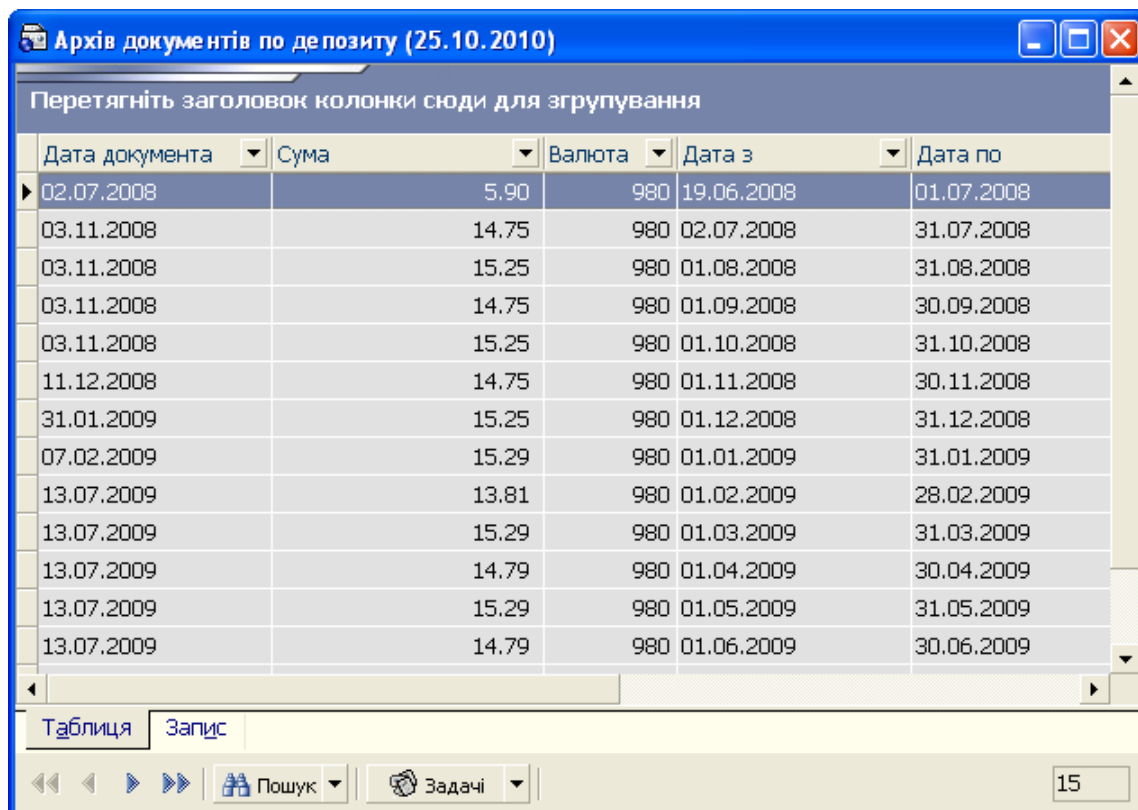 Архів документів по депозиту (25.10.2010)
Перетягніть заголовок колонки сюди для згрупування
Дата документа Сума Валюта Дата з Дата по
02.07.2008 5.90 980 19.06.2008 01.07.2008
03.11.2008 14.75 980 02.07.2008 31.07.2008
03.11.2008 15.25 980 01.08.2008 31.08.2008
03.11.2008 14.75 980 01.09.2008 30.09.2008
03.11.2008 15.25 980 01.10.2008 31.10.2008
11.12.2008 14.75 980 01.11.2008 30.11.2008
31.01.2009 15.25 980 01.12.2008 31.12.2008
07.02.2009 15.29 980 01.01.2009 31.01.2009
13.07.2009 13.81 980 01.02.2009 28.02.2009
13.07.2009 15.29 980 01.03.2009 31.03.2009
13.07.2009 14.79 980 01.04.2009 30.04.2009
13.07.2009 15.29 980 01.05.2009 31.05.2009
13.07.2009 14.79 980 01.06.2009 30.06.2009
Таблиця Запис
Пошук Задачі 15